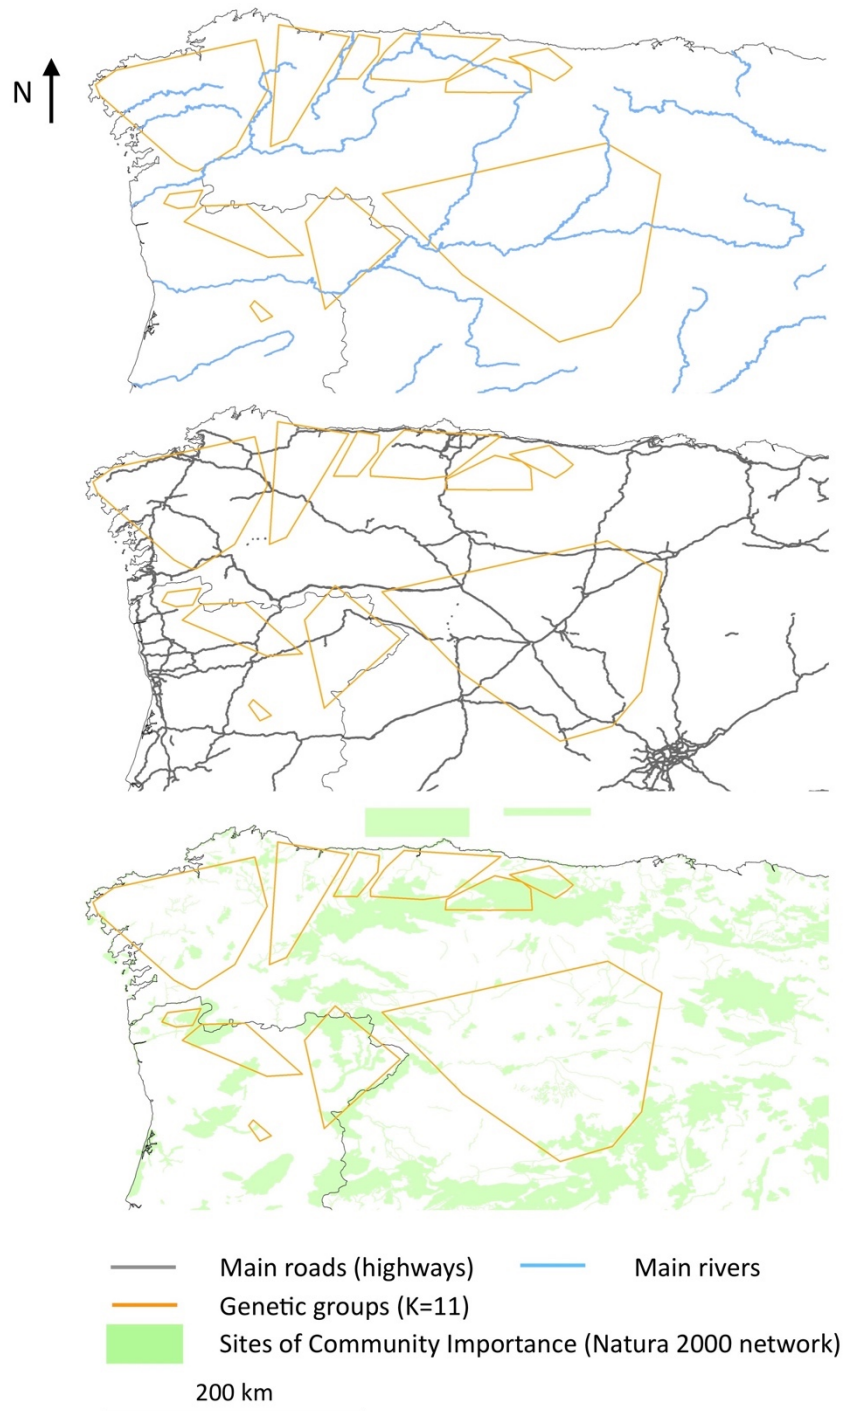 N
Main roads (highways)
Main rivers
Genetic groups (K=11)
Sites of Community Importance (Natura 2000 network)
200 km